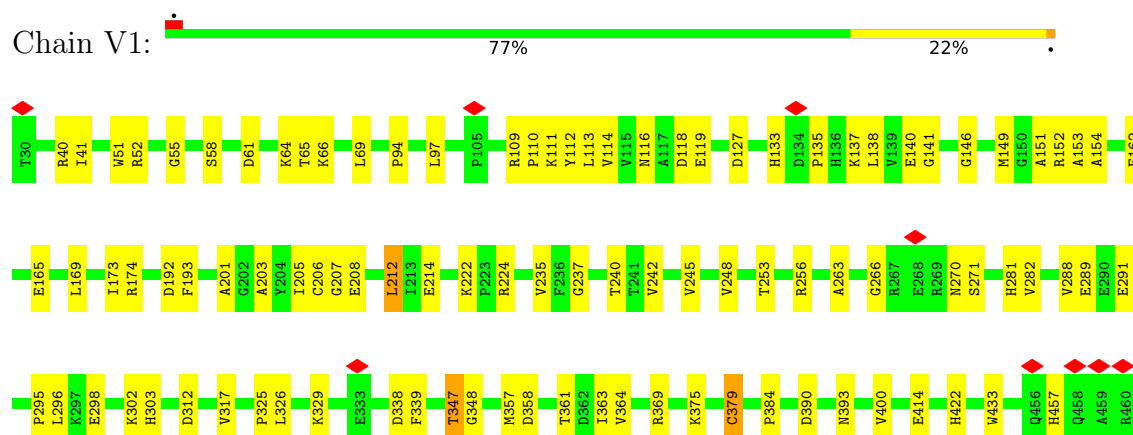 Chain V1:
77% 22%
T30 R40 I41 W51 R52 G55 S58 D61 K64 T65 K66 L69 P94 L97 P105 R109 P110 K111 Y112 L113 V114 V115 N116 A117 D118 E119 D127 H133 D134 P135 H136 K137 L138 V139 E140 G141 G146 M149 G150 A151 R152 A153 A154
E165 L169 I173 R174 D192 F193 A201 G202 A203 Y204 I205 C206 G207 E208 L212 I213 E214 K222 P223 R224 V235 F236 G237 T240 T241 V242 V245 V248 T253 R256 A263 G266 R267 E268 R269 N270 S271 H281 V282 V288 E289 E290 E291
P295 L296 K297 E298 K302 H303 D312 V317 P325 L326 K329 E333 D338 F339 T347 G348 M357 D358 T361 D362 I363 V364 R369 K375 C379 P384 D390 N393 V400 E414 H422 W433 Q456 H457 Q458 A459 R460